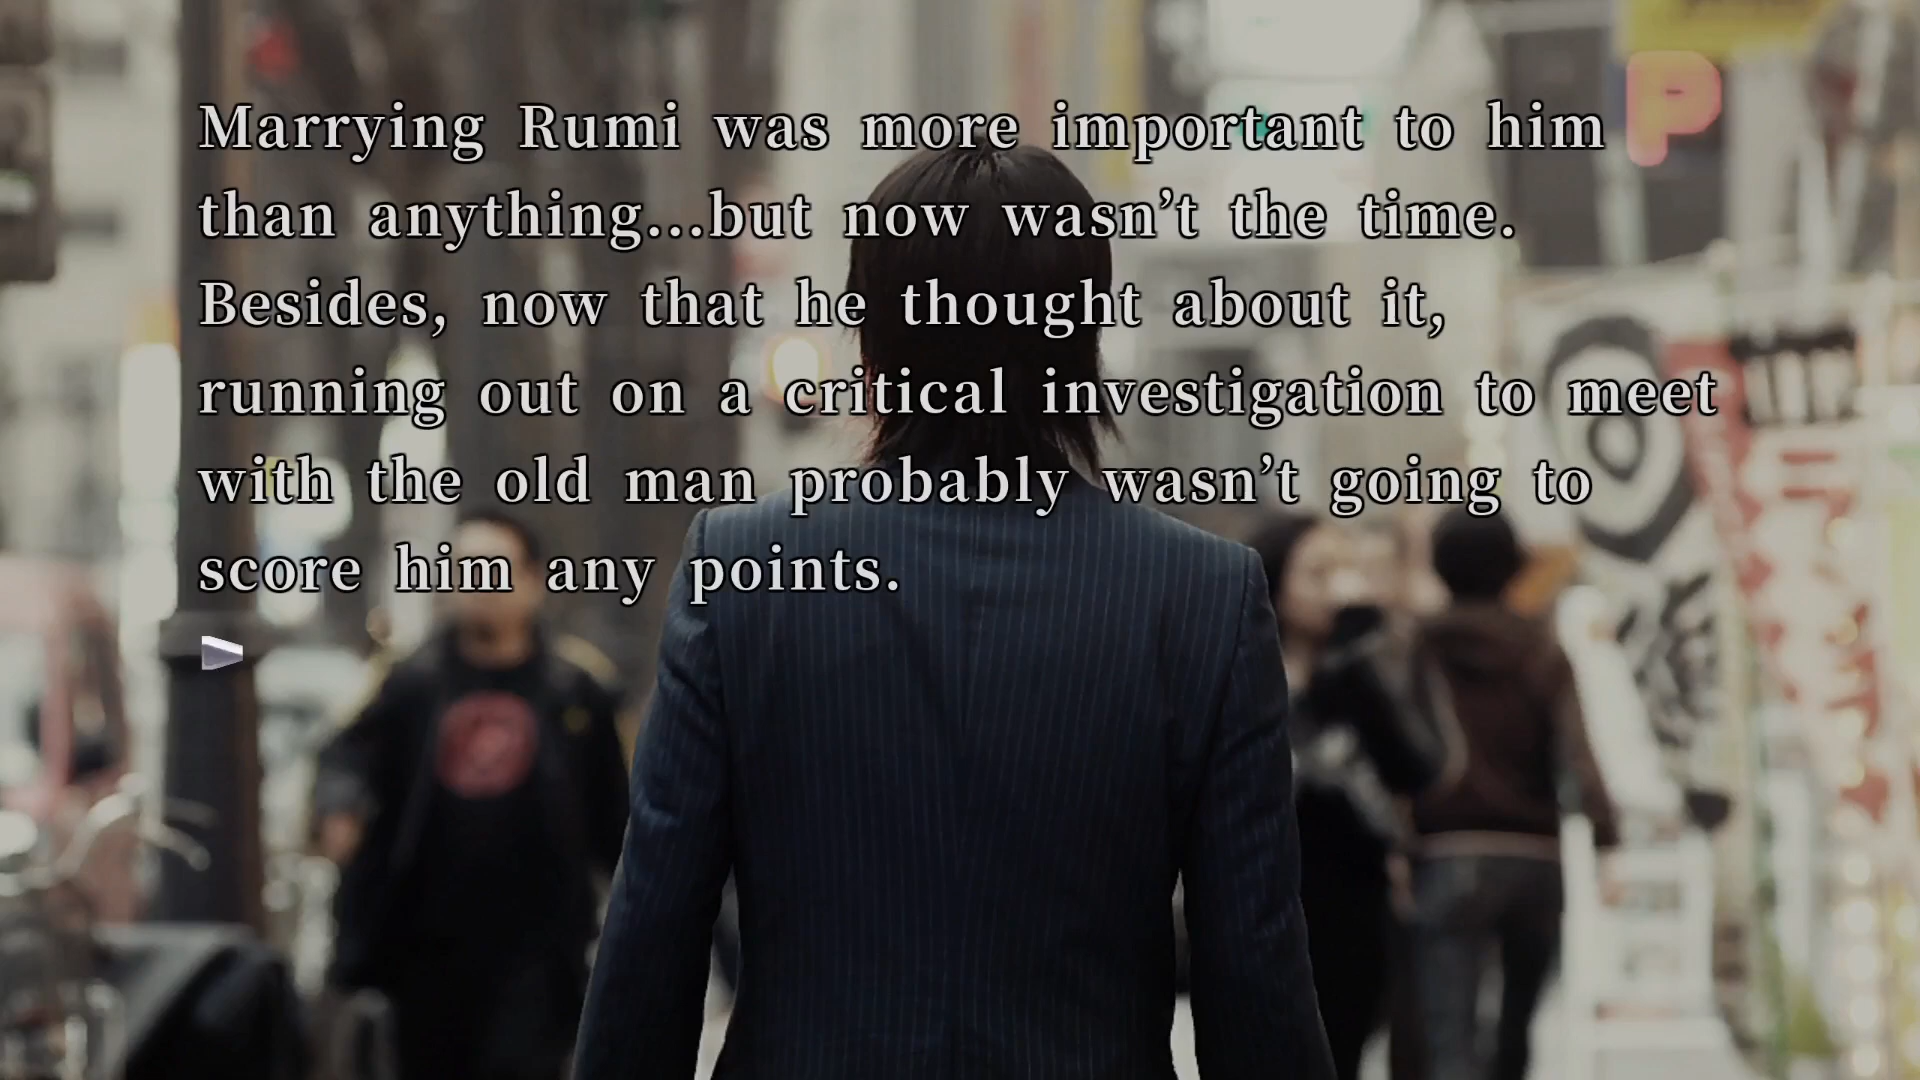 Marrying Rumi was more important to him
than anything...but now wasn’t the time.
Besides, now that he thought about it,
running out on a critical investigation to meet
with the old man probably wasn’t going to
score him any points.
P